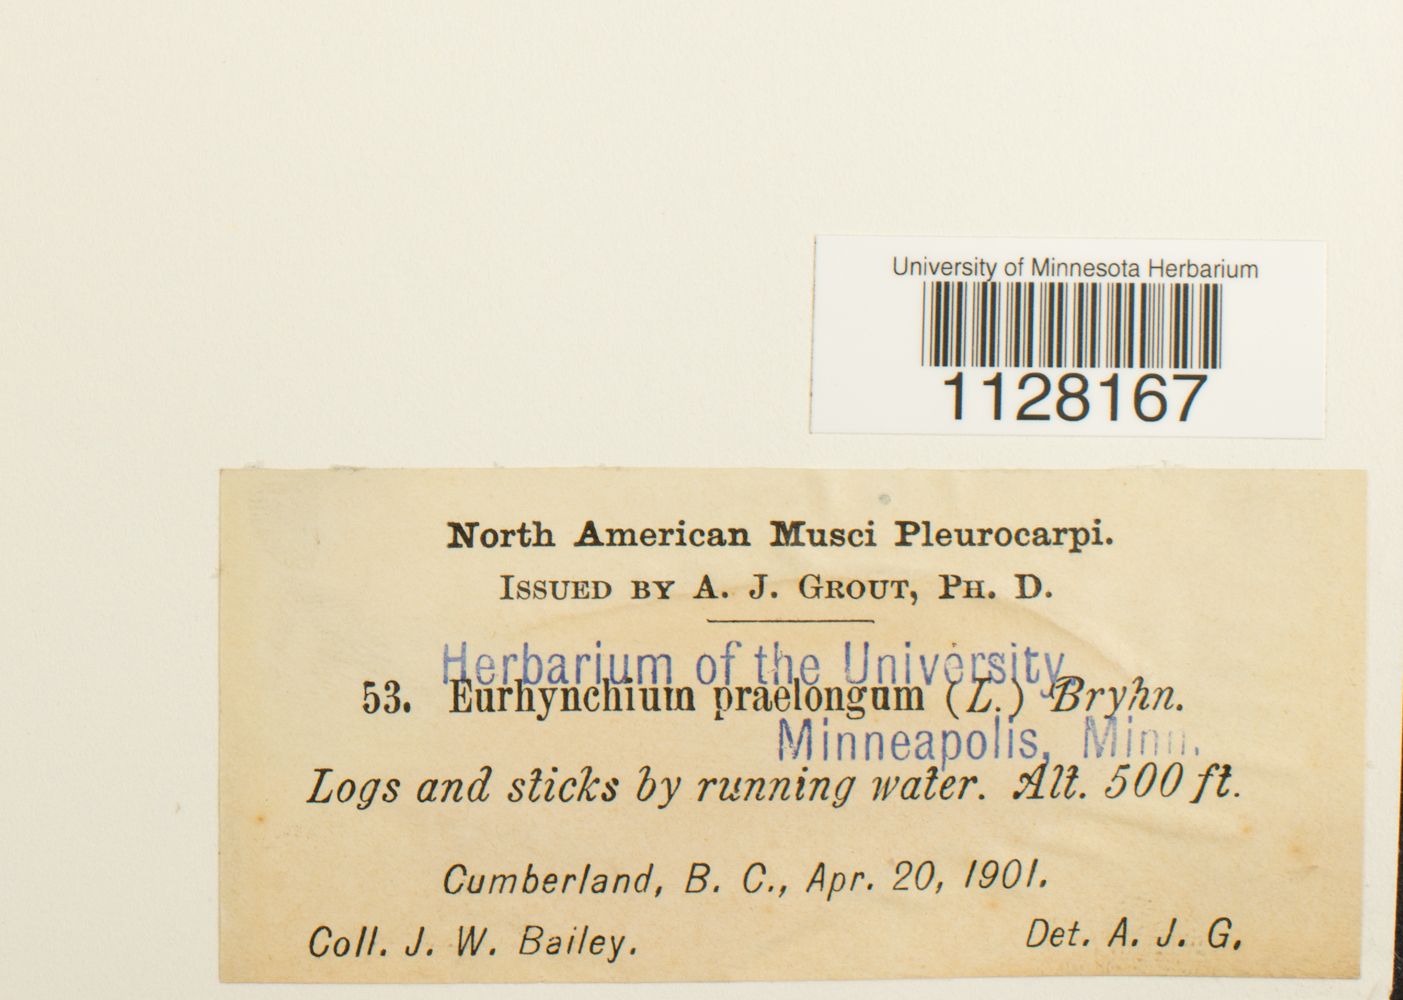 University of Minnesota Herbarium
1128167
North American Musci Pleurocarpi.
Issued by A. J. Grout, Ph. D.
Herbarium of the University,
53. Eurhynchium praelongum (L.) Bryhn.
Minneapolis, Minn.
Logs and sticks by running water. Alt. 500 ft.
Cumberland, B. C., Apr. 20, 1901.
Coll. J. W. Bailey. Det. A. J. G.